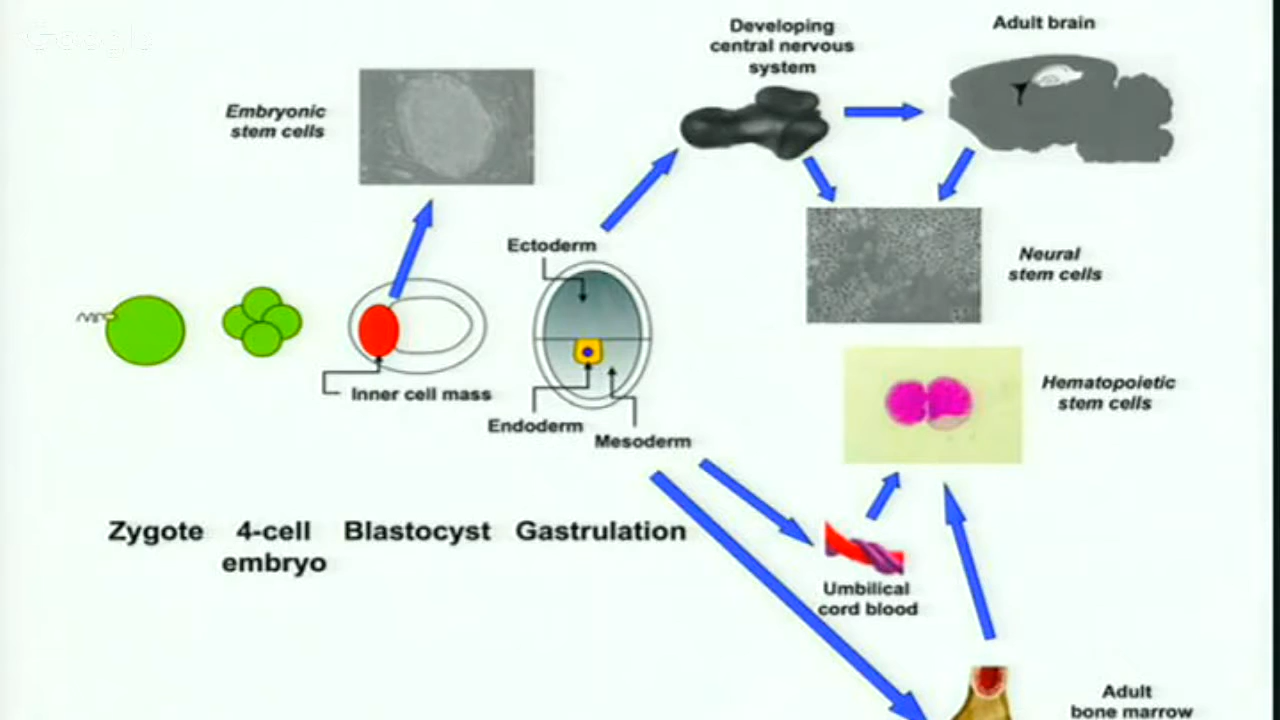 Google
Developing
central nervous
system
Adult brain
Embryonic
stem cells
Ectoderm
Neural
stem cells
Inner cell mass
Endoderm
Mesoderm
Hematopoietic
stem cells
Zygote
4-cell
embryo
Blastocyst
Gastrulation
Umbilical
cord blood
Adult
bone marrow